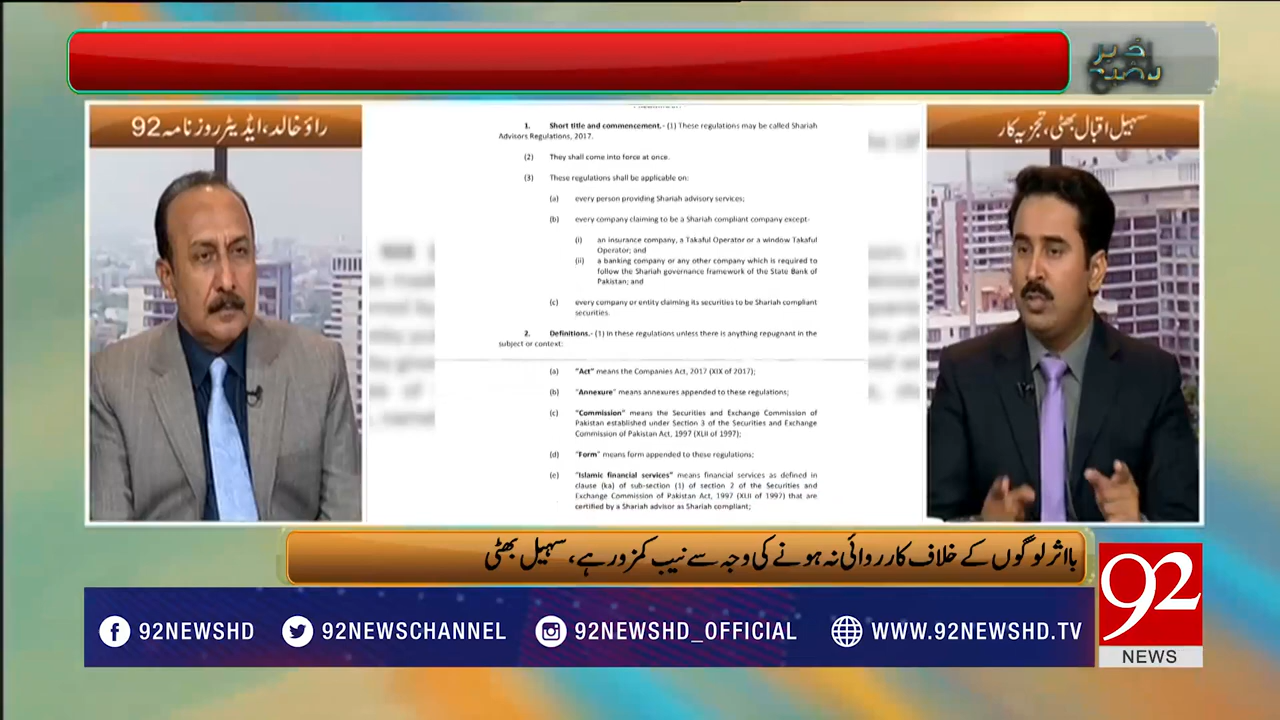 خبر
راؤ خالد، ایڈیٹر روزنامہ 92
سہیل اقبال بھٹی، تجزیہ کار
1. Short title and commencement.- (1) These regulations may be called Shariah
Advisors Regulations, 2017.
(2) They shall come into force at once.
(3) These regulations shall be applicable on:
(a) every person providing Shariah advisory services;
(b) every company claiming to be a Shariah compliant company except-
(i) an insurance company, a Takaful Operator or a window Takaful
Operator; and
(ii) a banking company or any other company which is required to
follow the Shariah governance framework of the State Bank of
Pakistan; and
(c) every company or entity claiming its securities to be Shariah compliant
securities.
2. Definitions.- (1) In these regulations unless there is anything repugnant in the
subject or context:
(a) "Act" means the Companies Act, 2017 (XIX of 2017);
(b) "Annexure" means annexures appended to these regulations;
(c) "Commission" means the Securities and Exchange Commission of
Pakistan established under Section 3 of the Securities and Exchange
Commission of Pakistan Act, 1997 (XLII of 1997);
(d) "Form" means form appended to these regulations;
(e) "Islamic financial services" means financial services as defined in
clause (ka) of sub-section (1) of section 2 of the Securities and
Exchange Commission of Pakistan Act, 1997 (XLII of 1997) that are
certified by a Shariah advisor as Shariah compliant;
بااثر لوگوں کے خلاف کارروائی نہ ہونے کی وجہ سے نیب کمزور ہے، سہیل بھٹی
92NEWSHD 92NEWSCHANNEL 92NEWSHD_OFFICIAL WWW.92NEWSHD.TV
92
NEWS